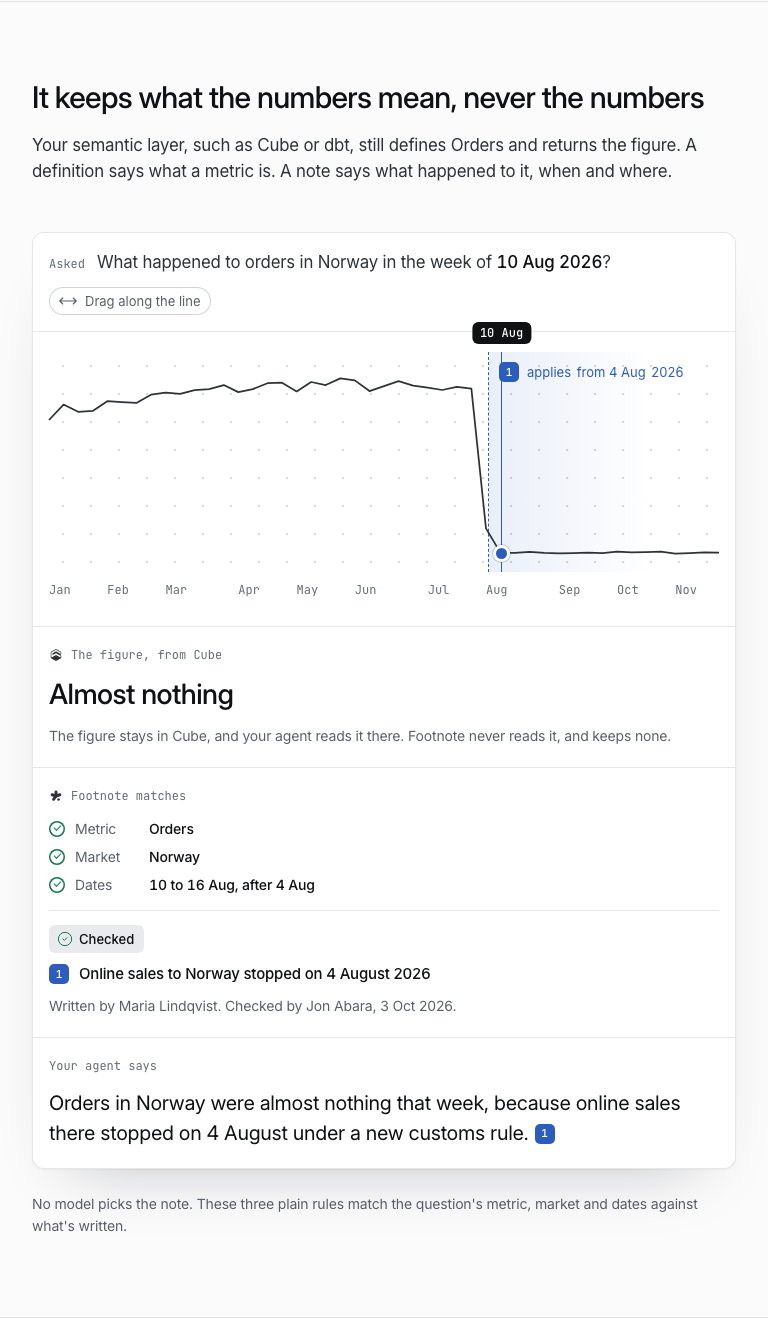 It keeps what the numbers mean, never the numbers
Your semantic layer, such as Cube or dbt, still defines Orders and returns the figure. A
definition says what a metric is. A note says what happened to it, when and where.
Asked What happened to orders in Norway in the week of 10 Aug 2026?
Drag along the line
10 Aug
1 applies from 4 Aug 2026
Jan Feb Mar Apr May Jun Jul Aug Sep Oct Nov
The figure, from Cube
Almost nothing
The figure stays in Cube, and your agent reads it there. Footnote never reads it, and keeps none.
Footnote matches
Metric Orders
Market Norway
Dates 10 to 16 Aug, after 4 Aug
Checked
1 Online sales to Norway stopped on 4 August 2026
Written by Maria Lindqvist. Checked by Jon Abara, 3 Oct 2026.
Your agent says
Orders in Norway were almost nothing that week, because online sales
there stopped on 4 August under a new customs rule. 1
No model picks the note. These three plain rules match the question's metric, market and dates against
what's written.